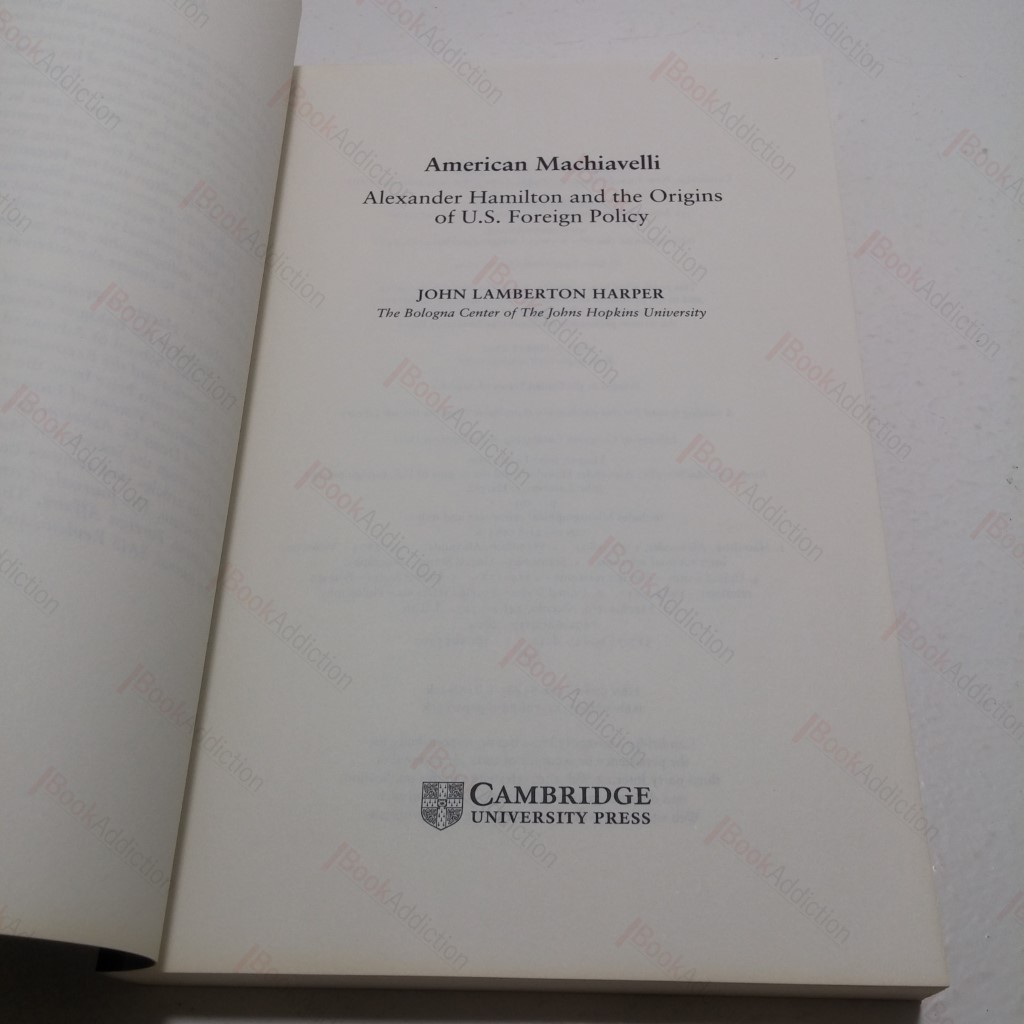 American Machiavelli
Alexander Hamilton and the Origins
of U.S. Foreign Policy
JOHN LAMBERTON HARPER
The Bologna Center of The Johns Hopkins University
CAMBRIDGE
UNIVERSITY PRESS
BookAddiction